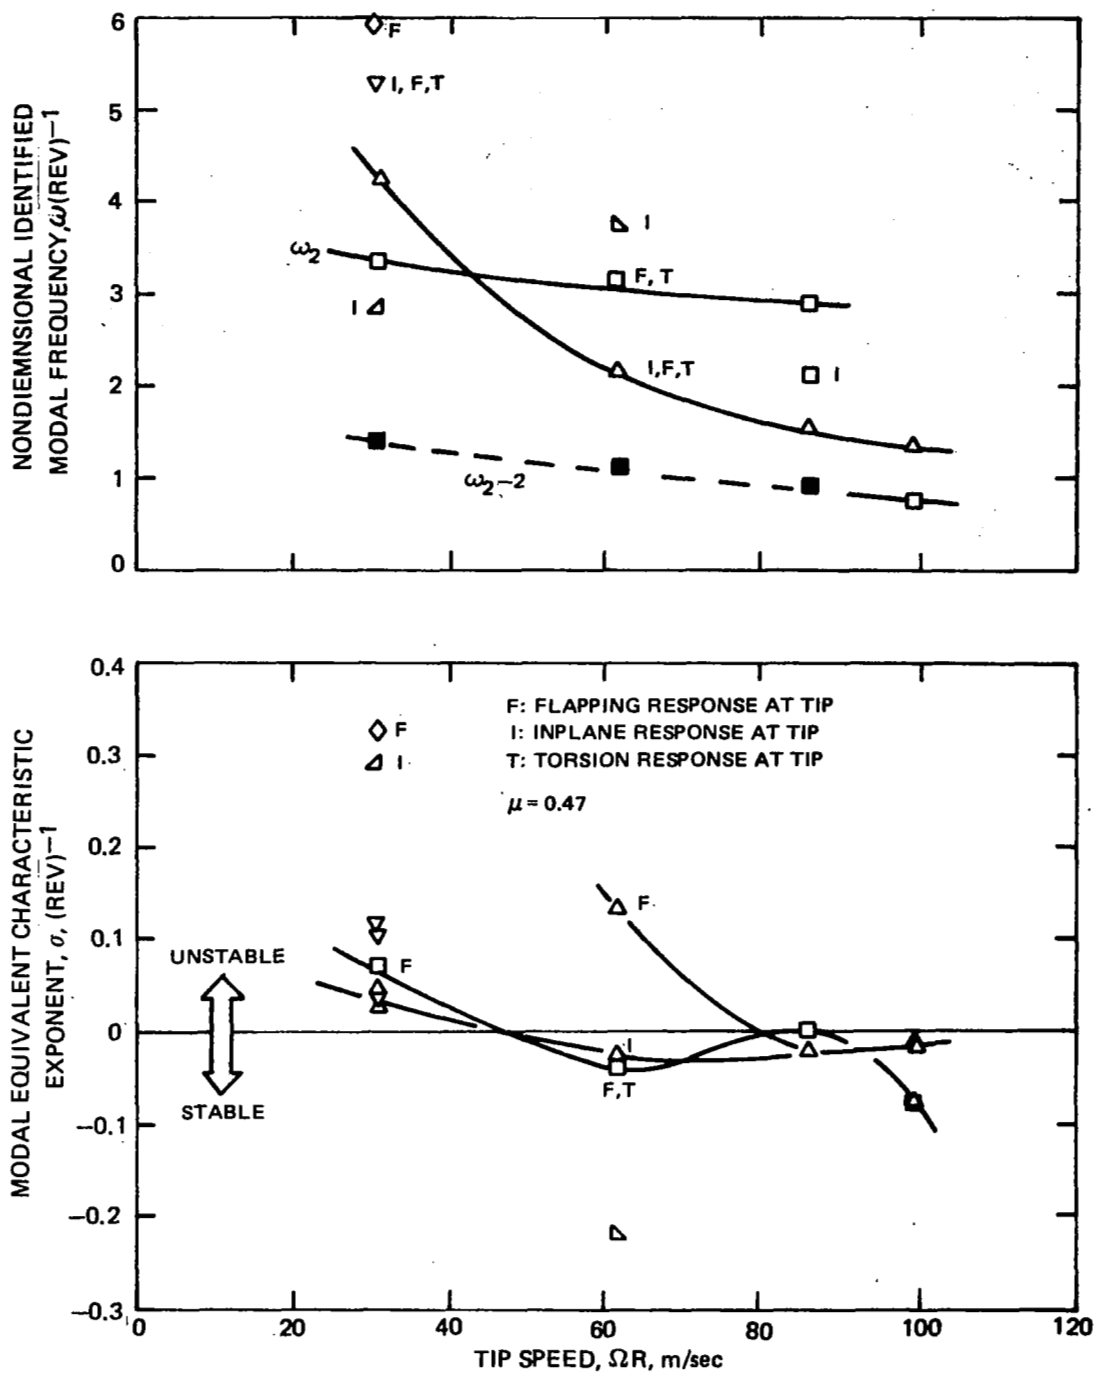 NONDIEMNSIONAL IDENTIFIED
MODAL FREQUENCY, ω(REV)⁻¹
6
5
4
3
2
1
0
F
I, F,T
I
ω₂
F, T
I
I,F,T
I
ω₂−2
MODAL EQUIVALENT CHARACTERISTIC
EXPONENT, σ, (REV)⁻¹
0.4
0.3
0.2
0.1
0
−0.1
−0.2
−0.3
F: FLAPPING RESPONSE AT TIP
I: INPLANE RESPONSE AT TIP
T: TORSION RESPONSE AT TIP
μ = 0.47
F
I
F
F
UNSTABLE
I
F,T
STABLE
0 20 40 60 80 100 120
TIP SPEED, ΩR, m/sec